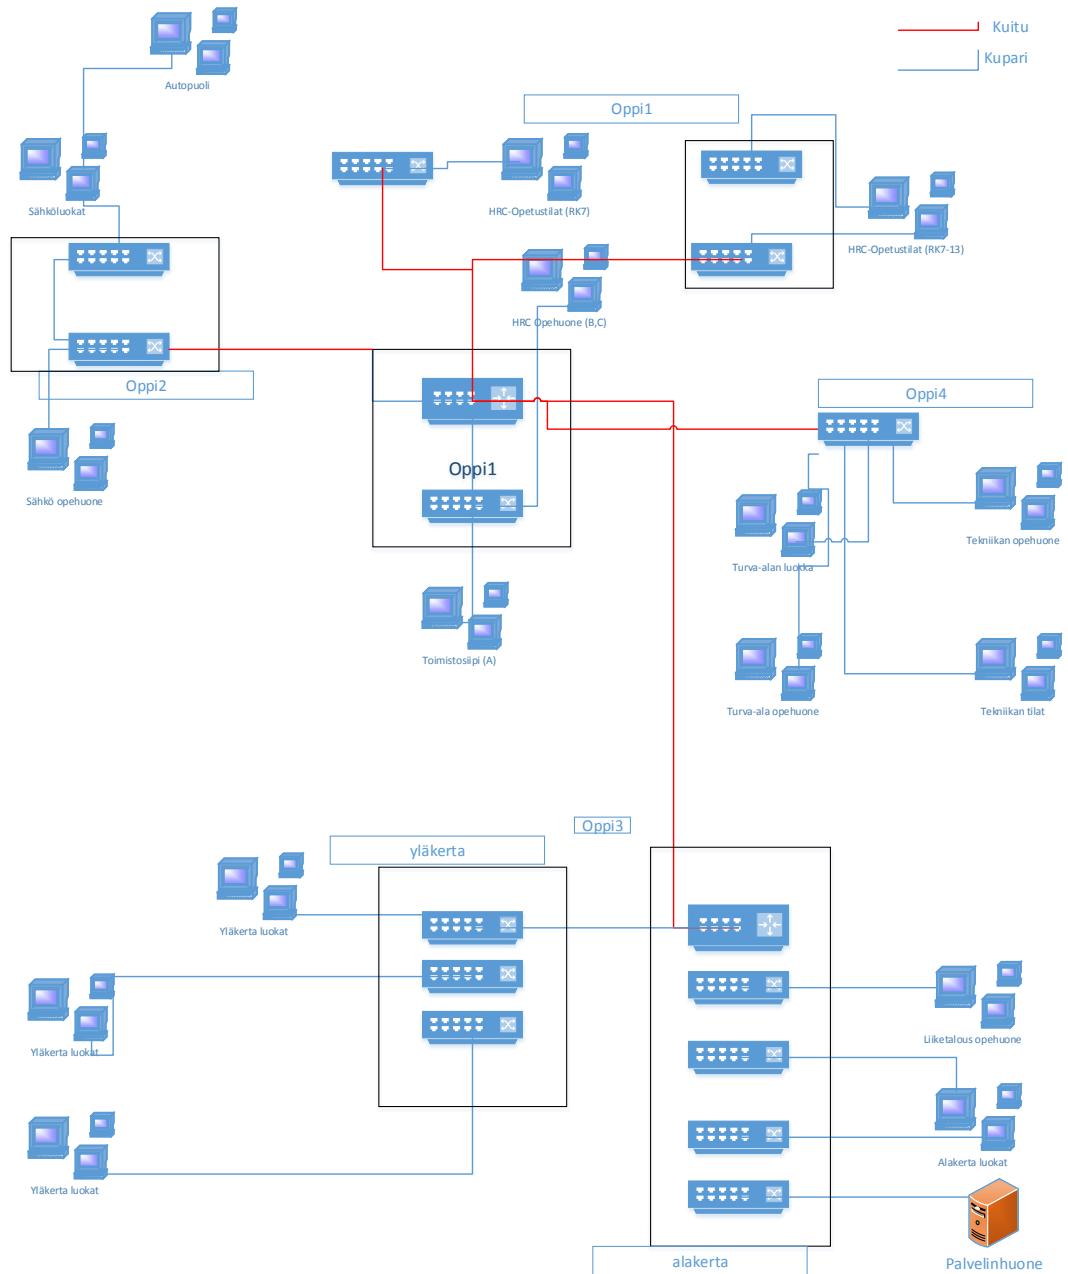 Kuitu
Kupari
Autopuoli
Oppi1
Sähköluokat
HRC-Opetustilat (RK7)
HRC-Opetustilat (RK7-13)
HRC Opehuone (B,C)
Oppi2
Oppi4
Oppi1
Sähkö opehuone
Tekniikan opehuone
Turva-alan luokka
Toimistosiipi (A)
Turva-ala opehuone
Tekniikan tilat
Oppi3
yläkerta
Yläkerta luokat
Liiketalous opehuone
Yläkerta luokat
Alakerta luokat
Yläkerta luokat
alakerta
Palvelinhuone